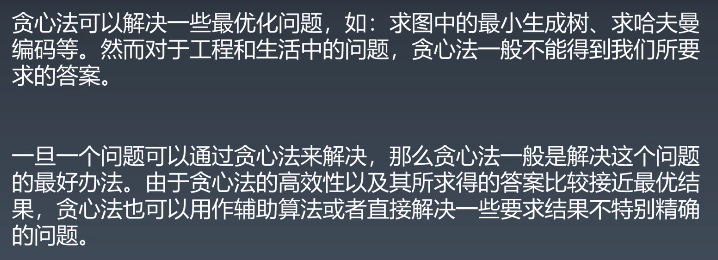 贪心法可以解决一些最优化问题，如：求图中的最小生成树、求哈夫曼
编码等。然而对于工程和生活中的问题，贪心法一般不能得到我们所要
求的答案。
一旦一个问题可以通过贪心法来解决，那么贪心法一般是解决这个问题
的最好办法。由于贪心法的高效性以及其所求得的答案比较接近最优结
果，贪心法也可以用作辅助算法或者直接解决一些要求结果不特别精确
的问题。